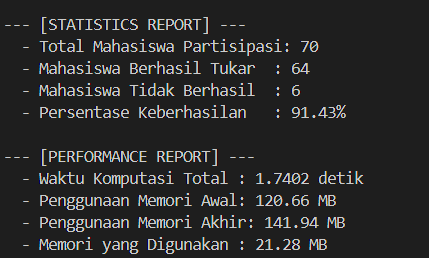 --- [STATISTICS REPORT] ---
- Total Mahasiswa Partisipasi: 70
- Mahasiswa Berhasil Tukar  : 64
- Mahasiswa Tidak Berhasil  : 6
- Persentase Keberhasilan   : 91.43%
--- [PERFORMANCE REPORT] ---
- Waktu Komputasi Total : 1.7402 detik
- Penggunaan Memori Awal: 120.66 MB
- Penggunaan Memori Akhir: 141.94 MB
- Memori yang Digunakan : 21.28 MB